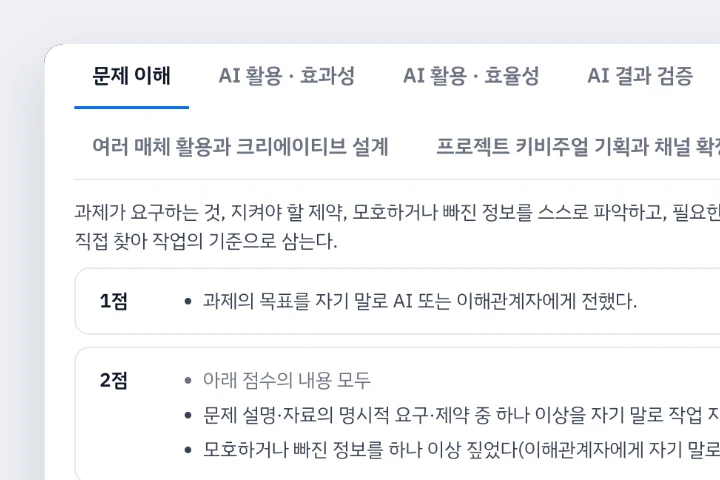 문제 이해 AI 활용 · 효과성 AI 활용 · 효율성 AI 결과 검증
여러 매체 활용과 크리에이티브 설계 프로젝트 키비주얼 기획과 채널
과제가 요구하는 것, 지켜야 할 제약, 모호하거나 빠진 정보를 스스로 파악하고,
직접 찾아 작업의 기준으로 삼는다.
1점 • 과제의 목표를 자기 말로 AI 또는 이해관계자에게 전했다.
2점 • 아래 점수의 내용 모두
• 문제 설명·자료의 명시적 요구·제약 중 하나 이상을 자기 말로 작업
• 모호하거나 빠진 정보를 하나 이상 짚었다(이해관계자에게 자기 말로